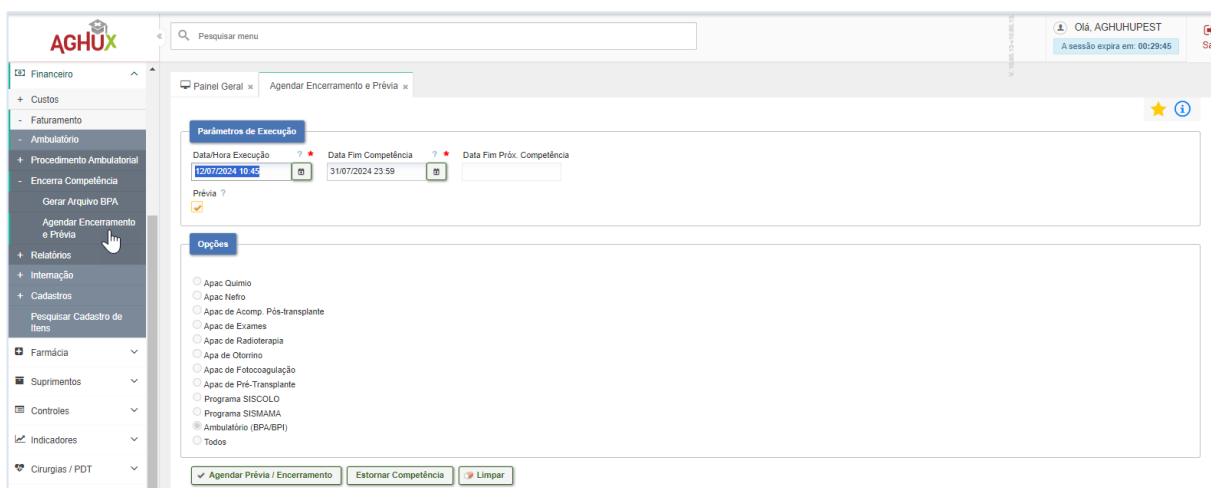 AGHUX
«
Pesquisar menu
Olá, AGHUHUPEST
A sessão expira em: 00:29:45
Financeiro
+ Custos
- Faturamento
- Ambulatório
+ Procedimento Ambulatorial
- Encerra Competência
Gerar Arquivo BPA
Agendar Encerramento
e Prévia
+ Relatórios
+ Internação
+ Cadastros
Pesquisar Cadastro de
Itens
Farmácia
Suprimentos
Controles
Indicadores
Cirurgias / PDT
Painel Geral × Agendar Encerramento e Prévia ×
Parâmetros de Execução
Data/Hora Execução ? * Data Fim Competência ? * Data Fim Próx. Competência
12/07/2024 10:45 31/07/2024 23:59
Prévia ?
Opções
Apac Quimio
Apac Nefro
Apac de Acomp. Pós-transplante
Apac de Exames
Apac de Radioterapia
Apa de Otorrino
Apac de Fotocoagulação
Apac de Pré-Transplante
Programa SISCOLO
Programa SISMAMA
Ambulatório (BPA/BPI)
Todos
Agendar Prévia / Encerramento Estornar Competência Limpar